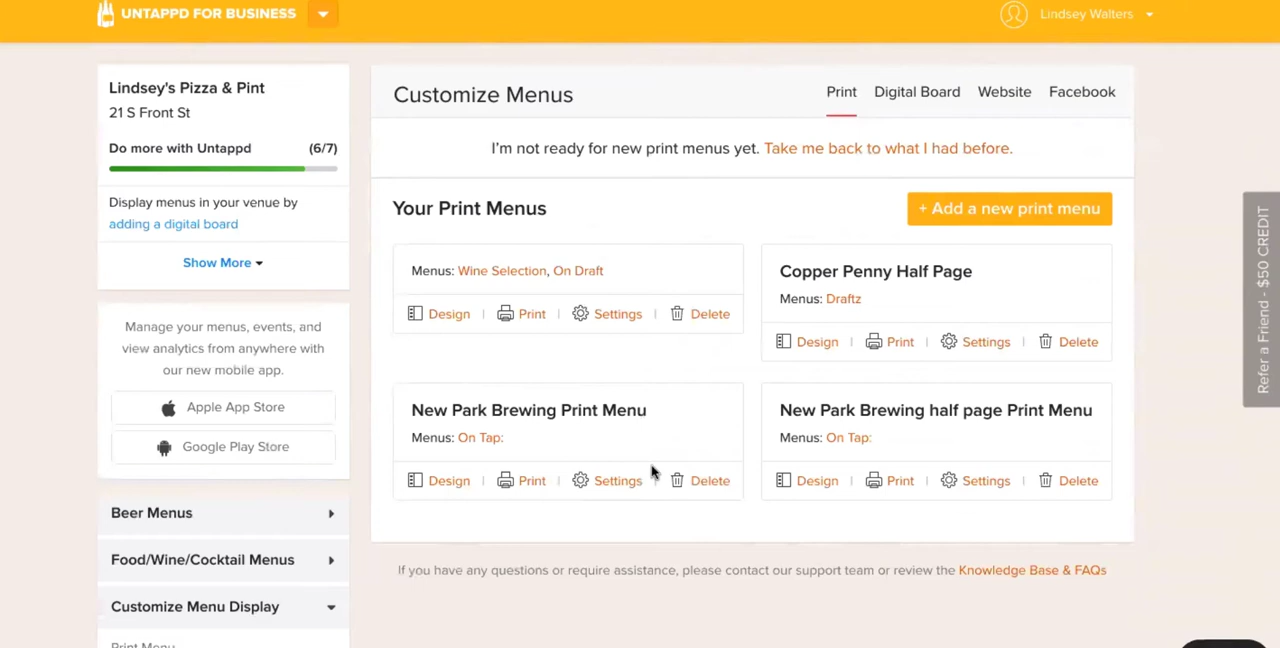 UNTAPPD FOR BUSINESS
Lindsey Walters
Lindsey's Pizza & Pint
21 S Front St
Do more with Untappd (6/7)
Display menus in your venue by
adding a digital board
Show More
Manage your menus, events, and
view analytics from anywhere with
our new mobile app.
Apple App Store
Google Play Store
Beer Menus
Food/Wine/Cocktail Menus
Customize Menu Display
Print Menu
Customize Menus
Print Digital Board Website Facebook
I'm not ready for new print menus yet. Take me back to what I had before.
Your Print Menus
+ Add a new print menu
Menus: Wine Selection, On Draft
Design | Print | Settings | Delete
Copper Penny Half Page
Menus: Draftz
Design | Print | Settings | Delete
New Park Brewing Print Menu
Menus: On Tap:
Design | Print | Settings | Delete
New Park Brewing half page Print Menu
Menus: On Tap:
Design | Print | Settings | Delete
If you have any questions or require assistance, please contact our support team or review the Knowledge Base & FAQs
Refer a Friend - $50 CREDIT